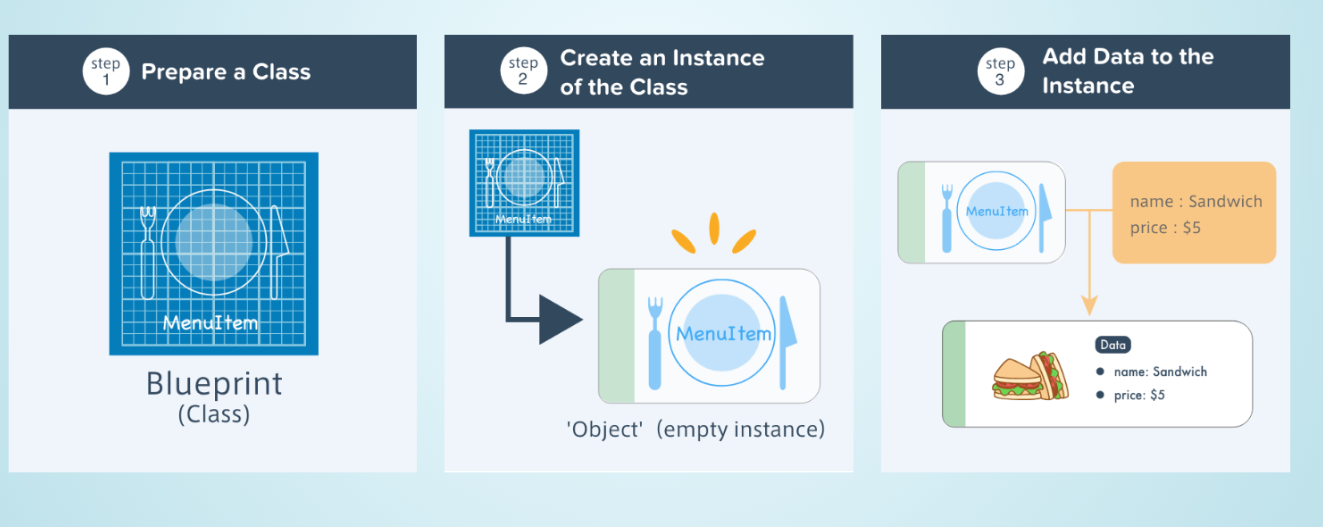 step
1
Prepare a Class
MenuItem
Blueprint
(Class)
step
2
Create an Instance
of the Class
MenuItem
MenuItem
'Object' (empty instance)
step
3
Add Data to the
Instance
MenuItem
name : Sandwich
price : $5
Data
● name: Sandwich
● price: $5